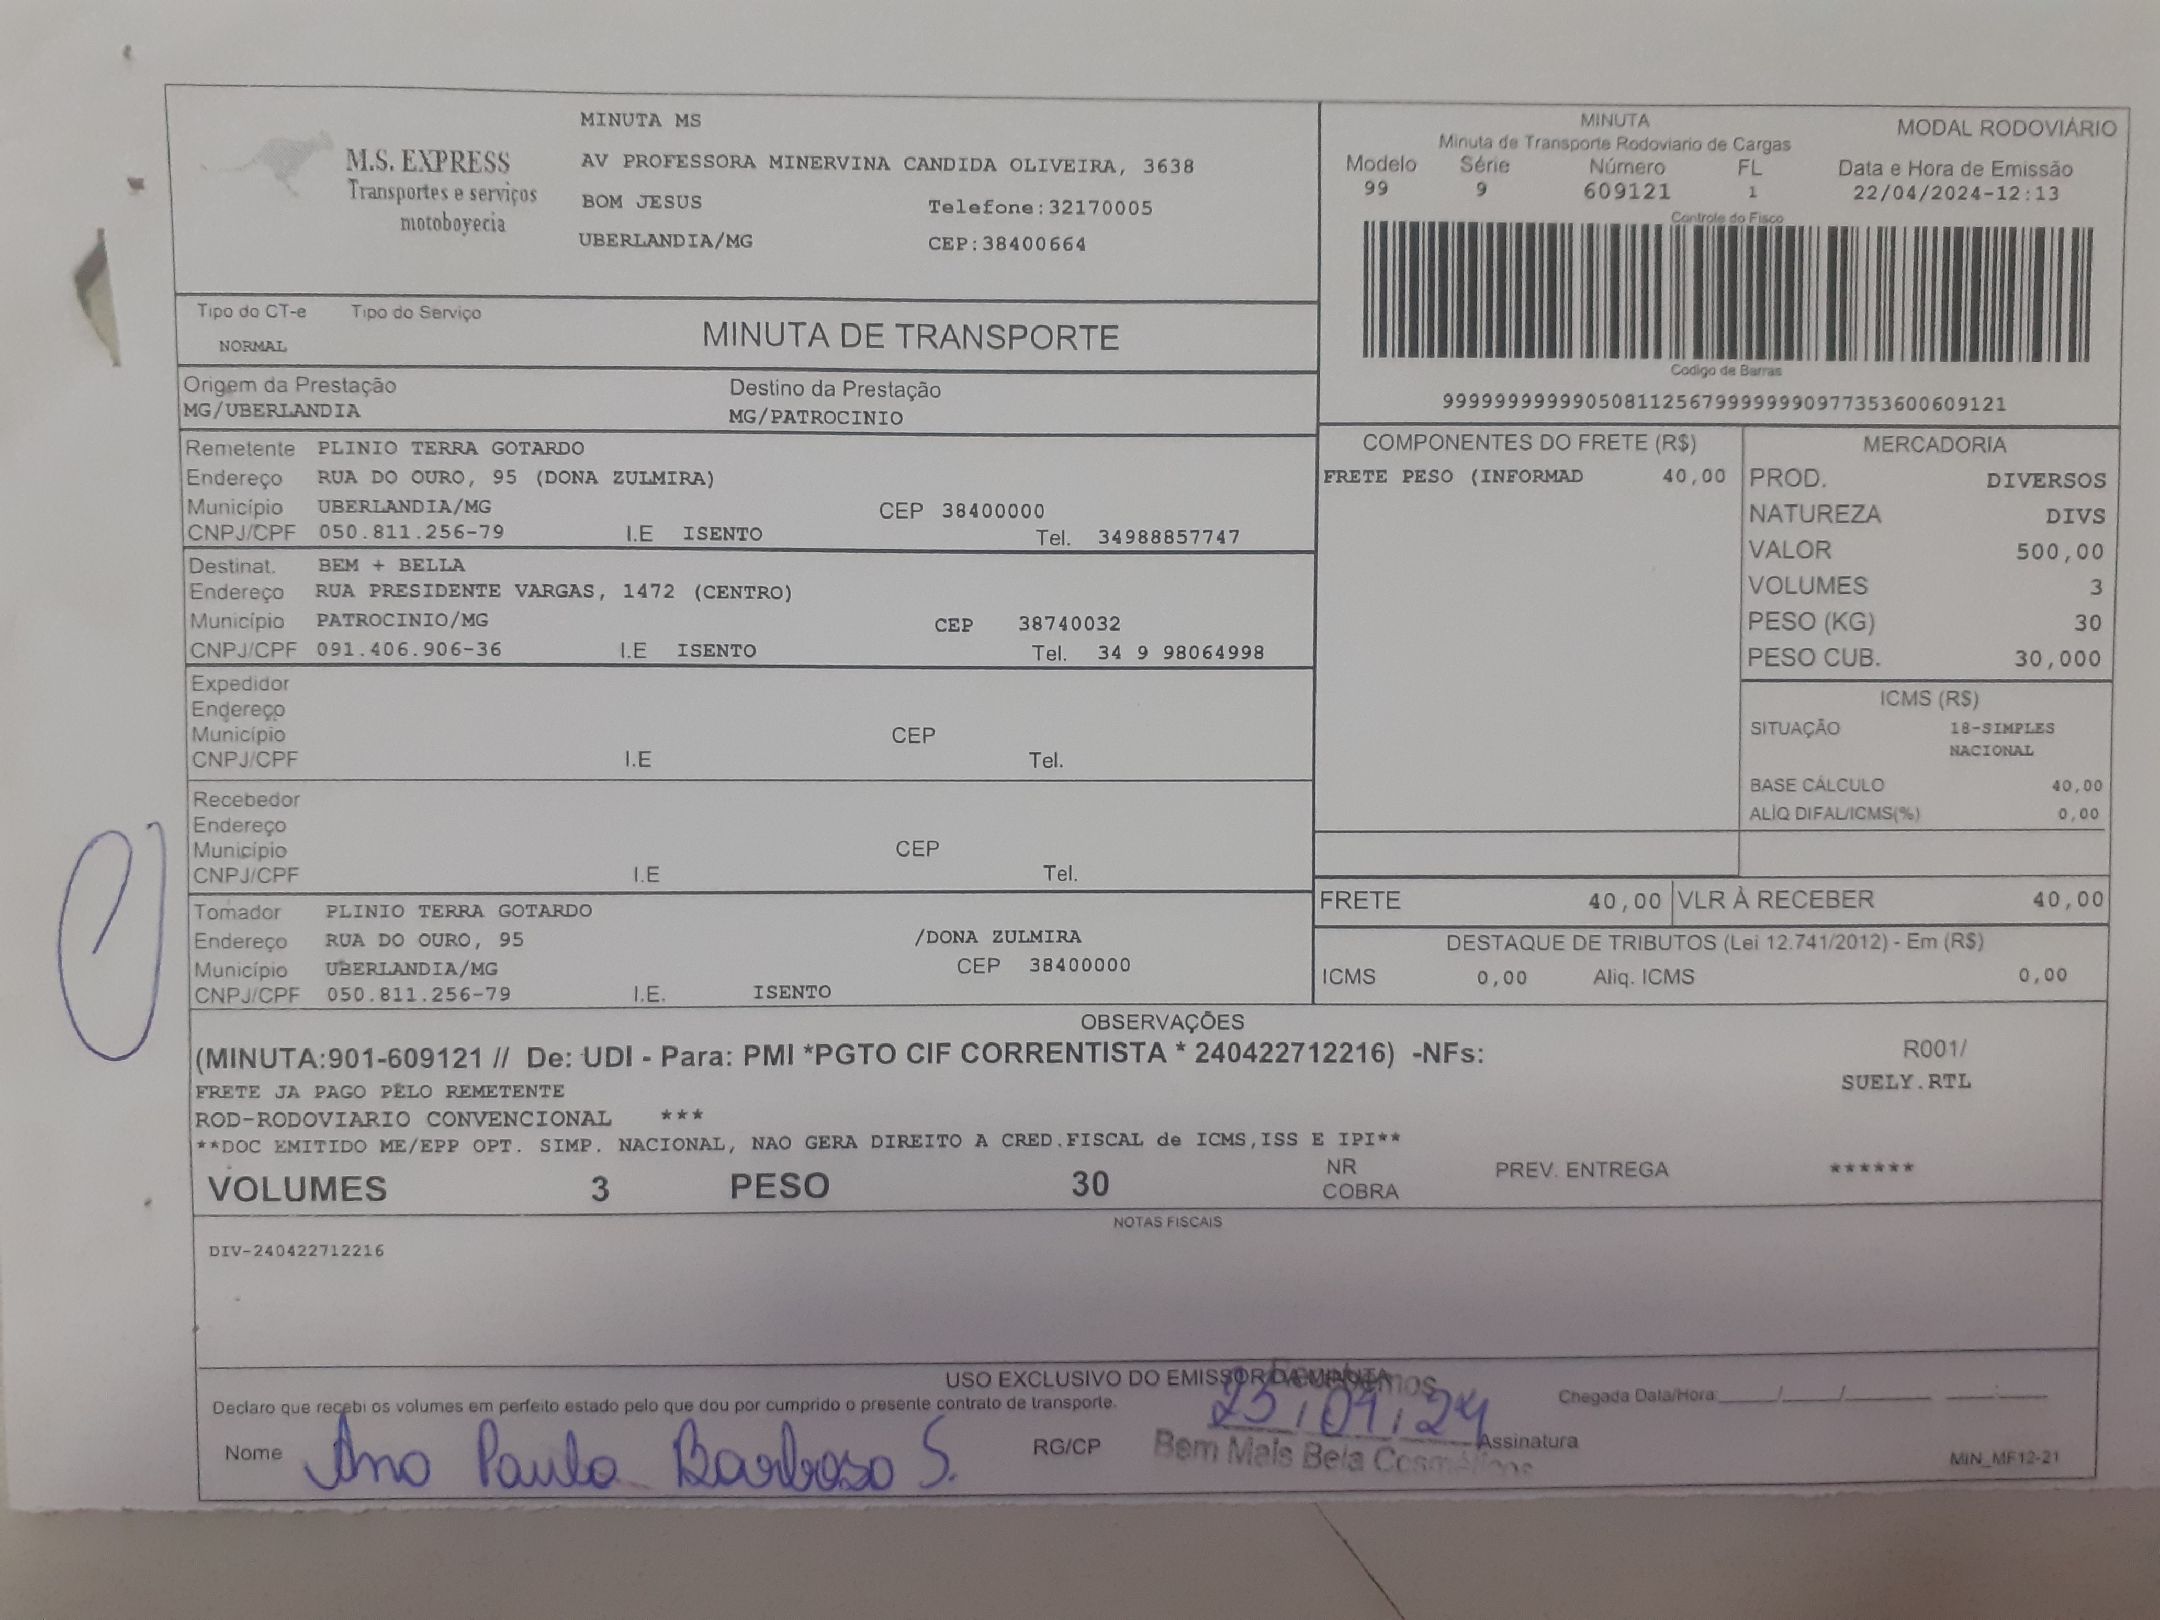 M.S. EXPRESS
Transportes e serviços
motoboyecia
MINUTA MS
AV PROFESSORA MINERVINA CANDIDA OLIVEIRA, 3638
BOM JESUS Telefone:32170005
UBERLANDIA/MG CEP:38400664
MINUTA MODAL RODOVIÁRIO
Minuta de Transporte Rodoviario de Cargas
Modelo Série Número FL Data e Hora de Emissão
99 9 609121 1 22/04/2024-12:13
Controle do Fisco
Codigo de Barras
99999999999050811256799999990977353600609121
Tipo do CT-e Tipo do Serviço
NORMAL
MINUTA DE TRANSPORTE
Origem da Prestação Destino da Prestação
MG/UBERLANDIA MG/PATROCINIO
Remetente PLINIO TERRA GOTARDO
Endereço RUA DO OURO, 95 (DONA ZULMIRA)
Município UBERLANDIA/MG CEP 38400000
CNPJ/CPF 050.811.256-79 I.E ISENTO Tel. 34988857747
Destinat. BEM + BELLA
Endereço RUA PRESIDENTE VARGAS, 1472 (CENTRO)
Município PATROCINIO/MG CEP 38740032
CNPJ/CPF 091.406.906-36 I.E ISENTO Tel. 34 9 98064998
Expedidor
Endereço
Município CEP
CNPJ/CPF I.E Tel.
Recebedor
Endereço
Município CEP
CNPJ/CPF I.E Tel.
Tomador PLINIO TERRA GOTARDO
Endereço RUA DO OURO, 95 /DONA ZULMIRA
Município UBERLANDIA/MG CEP 38400000
CNPJ/CPF 050.811.256-79 I.E. ISENTO
COMPONENTES DO FRETE (R$)
FRETE PESO (INFORMAD 40,00
MERCADORIA
PROD. DIVERSOS
NATUREZA DIVS
VALOR 500,00
VOLUMES 3
PESO (KG) 30
PESO CUB. 30,000
ICMS (R$)
SITUAÇÃO 18-SIMPLES
NACIONAL
BASE CÁLCULO 40,00
ALÍQ DIFAL/ICMS(%) 0,00
FRETE 40,00 VLR À RECEBER 40,00
DESTAQUE DE TRIBUTOS (Lei 12.741/2012) - Em (R$)
ICMS 0,00 Aliq. ICMS 0,00
OBSERVAÇÕES
(MINUTA:901-609121 // De: UDI - Para: PMI *PGTO CIF CORRENTISTA * 240422712216) -NFs: R001/
SUELY.RTL
FRETE JA PAGO PELO REMETENTE
ROD-RODOVIARIO CONVENCIONAL ***
**DOC EMITIDO ME/EPP OPT. SIMP. NACIONAL, NAO GERA DIREITO A CRED.FISCAL de ICMS,ISS E IPI**
VOLUMES 3 PESO 30 NR COBRA PREV. ENTREGA ******
NOTAS FISCAIS
DIV-240422712216
USO EXCLUSIVO DO EMISSOR DA MINUTA
Recebemos
Declaro que recebi os volumes em perfeito estado pelo que dou por cumprido o presente contrato de transporte. 23/04/24 Chegada Data/Hora: ____/____/____ ____:____
Nome Ana Paula Barbosa S. RG/CP Bem Mais Bela Cosméticos Assinatura MIN_MF12-21